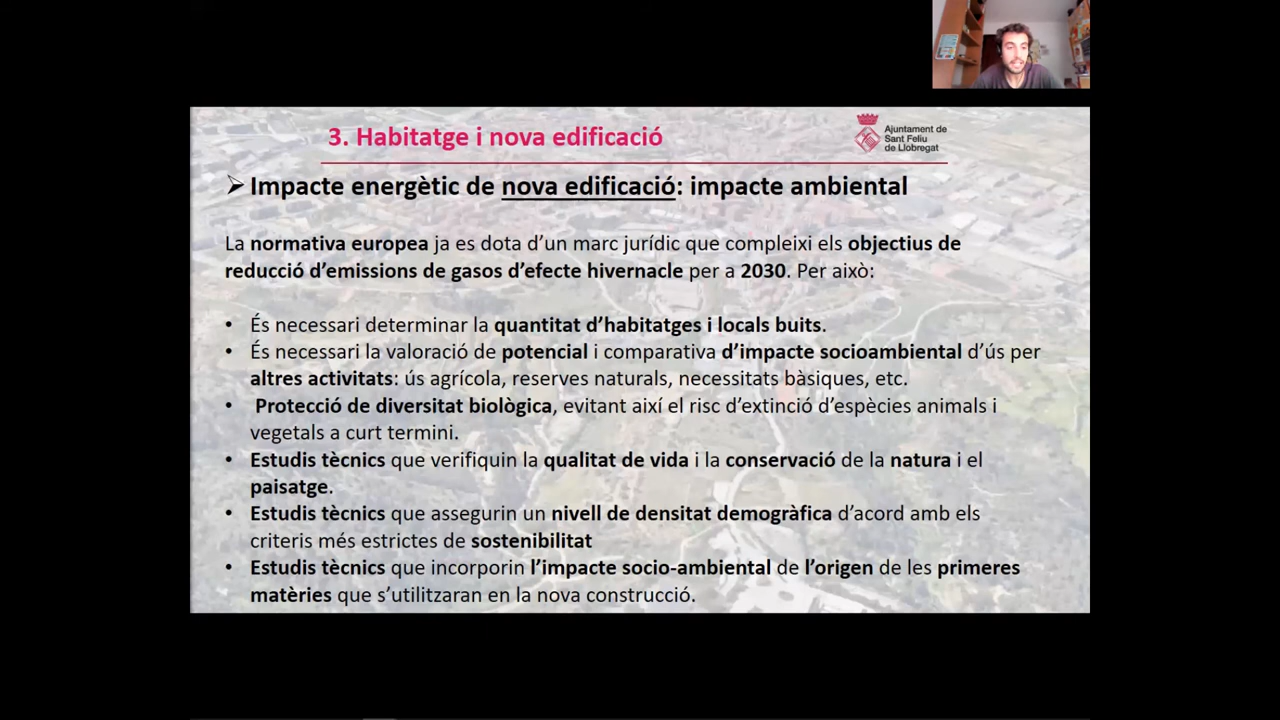 3. Habitatge i nova edificació
Ajuntament de
Sant Feliu
de Llobregat
➢ Impacte energètic de nova edificació: impacte ambiental
La normativa europea ja es dota d’un marc jurídic que compleixi els objectius de
reducció d’emissions de gasos d’efecte hivernacle per a 2030. Per això:
• És necessari determinar la quantitat d’habitatges i locals buits.
• És necessari la valoració de potencial i comparativa d’impacte socioambiental d’ús per
altres activitats: ús agrícola, reserves naturals, necessitats bàsiques, etc.
• Protecció de diversitat biològica, evitant així el risc d’extinció d’espècies animals i
vegetals a curt termini.
• Estudis tècnics que verifiquin la qualitat de vida i la conservació de la natura i el
paisatge.
• Estudis tècnics que assegurin un nivell de densitat demogràfica d’acord amb els
criteris més estrictes de sostenibilitat
• Estudis tècnics que incorporin l’impacte socio-ambiental de l’origen de les primeres
matèries que s’utilitzaran en la nova construcció.